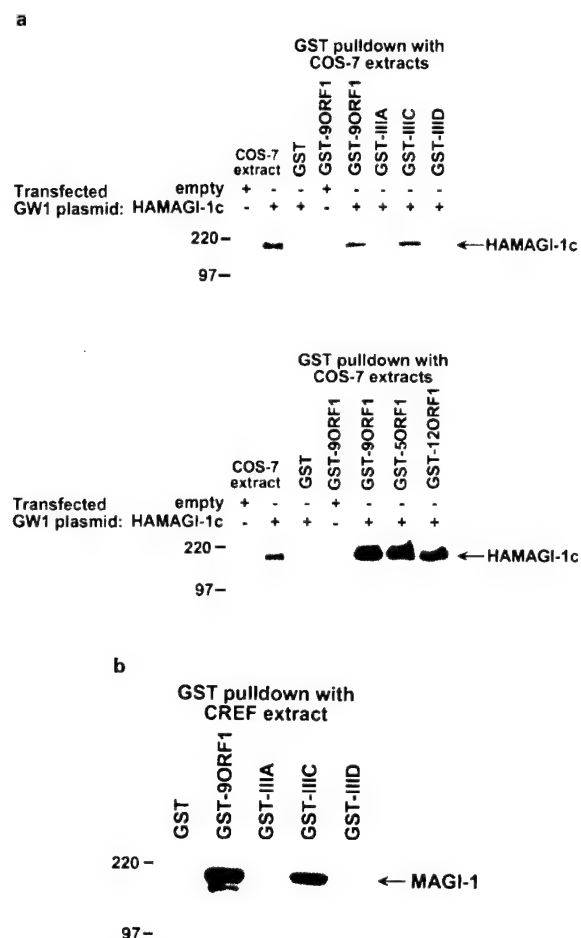 a
GST pulldown with
COS-7 extracts
COS-7
extract
GST
GST-9ORF1
GST-9ORF1
GST-IIIA
GST-IIIC
GST-IIID
Transfected empty + - - + - - - -
GW1 plasmid: HAMAGI-1c - + + - + + + +
220 –
←HAMAGI-1c
97 –
GST pulldown with
COS-7 extracts
COS-7
extract
GST
GST-9ORF1
GST-9ORF1
GST-5ORF1
GST-12ORF1
Transfected empty + - - + - - -
GW1 plasmid: HAMAGI-1c - + + - + + +
220 –
←HAMAGI-1c
97 –
b
GST pulldown with
CREF extract
GST
GST-9ORF1
GST-IIIA
GST-IIIC
GST-IIID
220 –
← MAGI-1
97 –